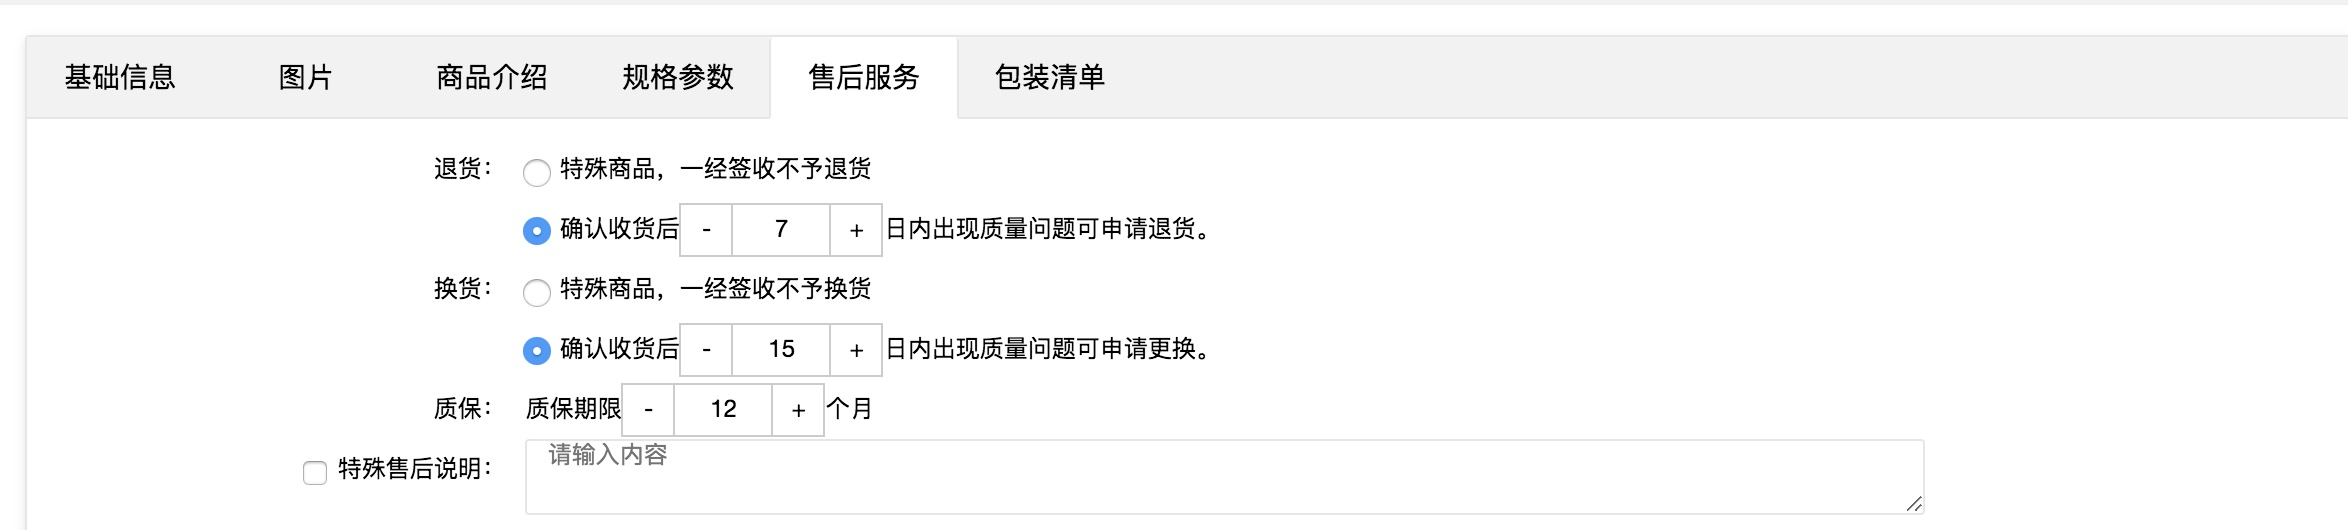 基础信息 图片 商品介绍 规格参数 售后服务 包装清单
退货： 特殊商品，一经签收不予退货
确认收货后 - 7 + 日内出现质量问题可申请退货。
换货： 特殊商品，一经签收不予换货
确认收货后 - 15 + 日内出现质量问题可申请更换。
质保： 质保期限 - 12 + 个月
特殊售后说明： 请输入内容